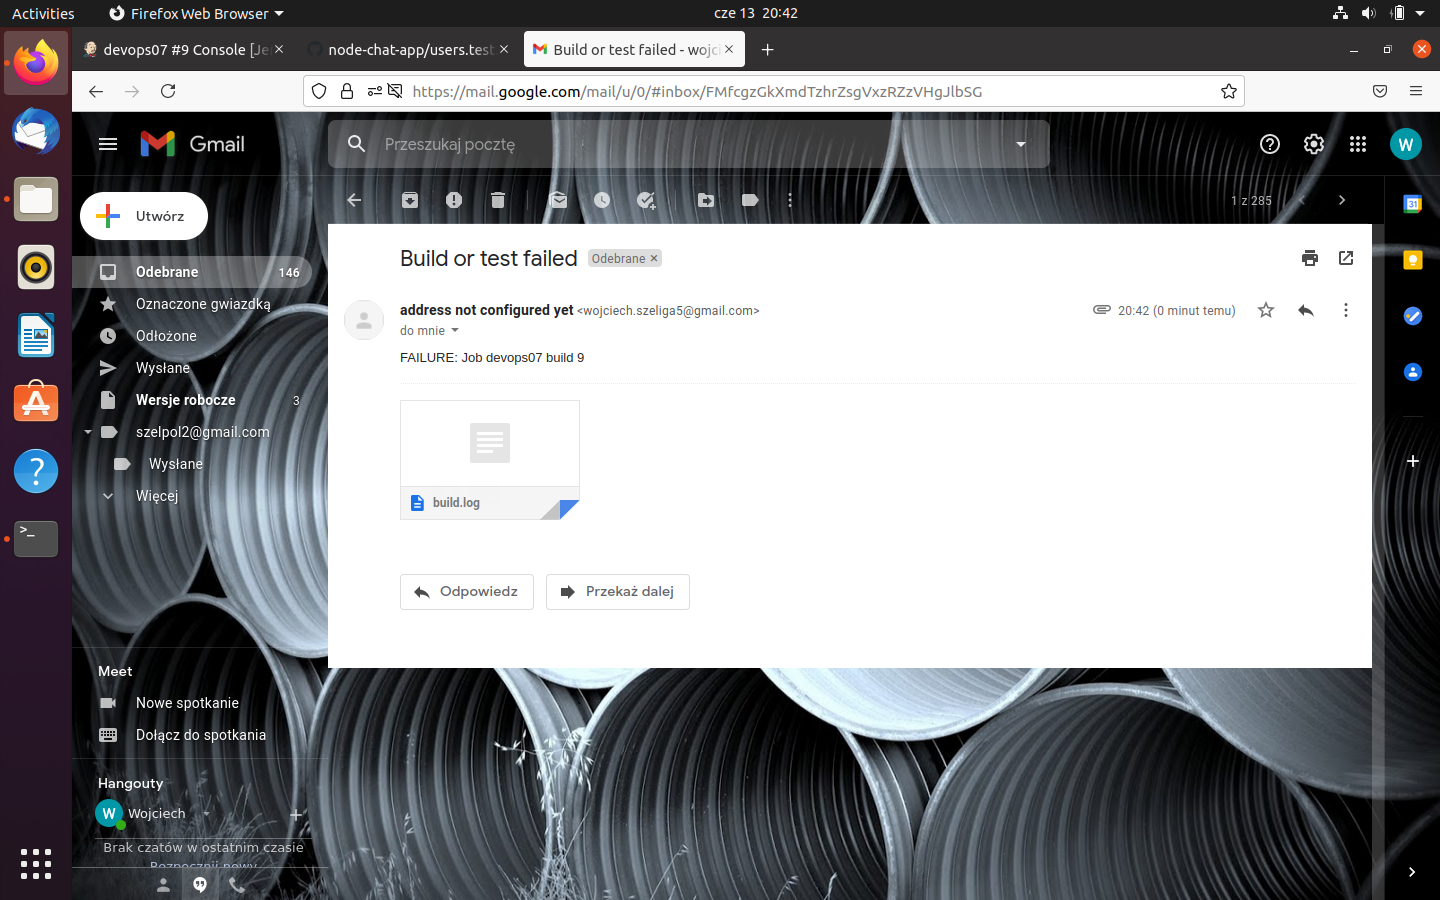 Activities
Firefox Web Browser
cze 13 20:42
devops07 #9 Console [Je
node-chat-app/users.test
Build or test failed - wojci
https://mail.google.com/mail/u/0/#inbox/FMfcgzGkXmdTzhrZsgVxzRZzVHgJlbSG
Gmail
Przeszukaj pocztę
W
Utwórz
1 z 285
31
Odebrane 146
Oznaczone gwiazdką
Odłożone
Wysłane
Wersje robocze 3
szelpol2@gmail.com
Wysłane
Więcej
Build or test failed
Odebrane ×
address not configured yet <wojciech.szeliga5@gmail.com>
20:42 (0 minut temu)
do mnie
FAILURE: Job devops07 build 9
build.log
Odpowiedz
Przekaż dalej
Meet
Nowe spotkanie
Dołącz do spotkania
Hangouty
W
Wojciech
Brak czatów w ostatnim czasie
Rozpocznij nowy